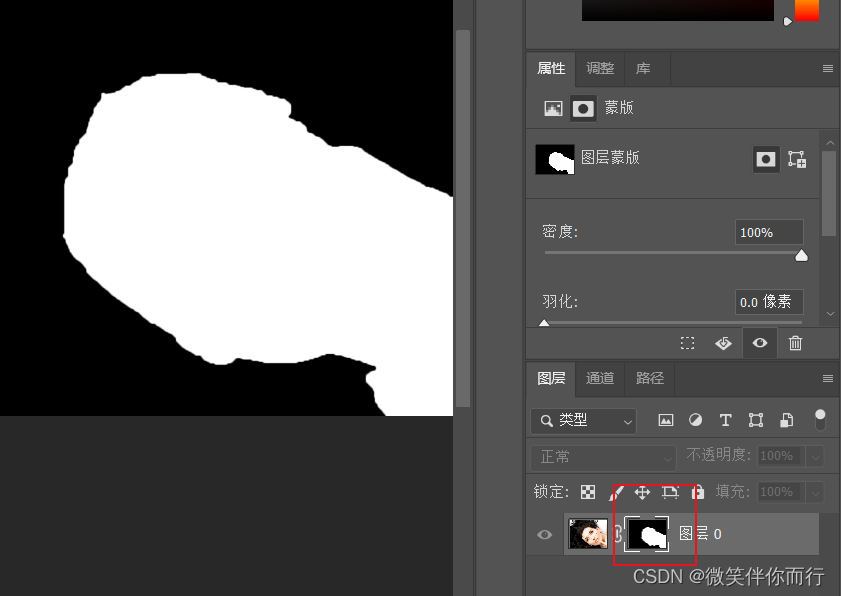 属性 调整 库
蒙版
图层蒙版
密度: 100%
羽化: 0.0 像素
图层 通道 路径
类型 T
正常 不透明度: 100%
锁定: 填充: 100%
图层 0
CSDN @微笑伴你而行